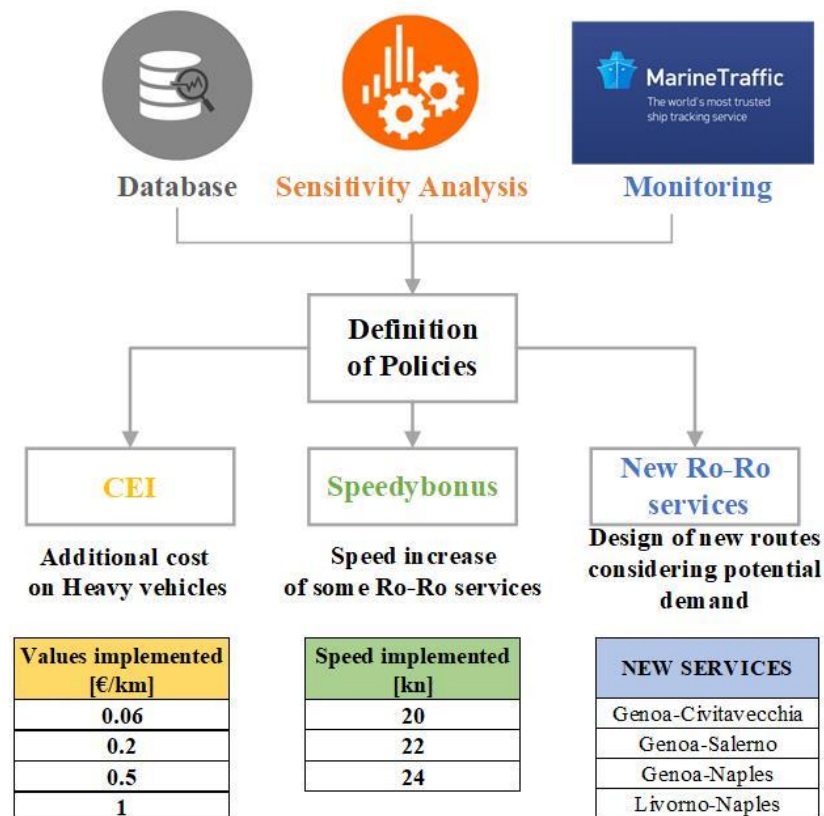 MarineTraffic
The world's most trusted
ship tracking service
Database
Sensitivity Analysis
Monitoring
Definition
of Policies
CEI
Speedybonus
New Ro-Ro
services
Additional cost
on Heavy vehicles
Speed increase
of some Ro-Ro services
Design of new routes
considering potential
demand
Values implemented
[€/km]
0.06
0.2
0.5
1
Speed implemented
[kn]
20
22
24
NEW SERVICES
Genoa-Civitavecchia
Genoa-Salerno
Genoa-Naples
Livorno-Naples